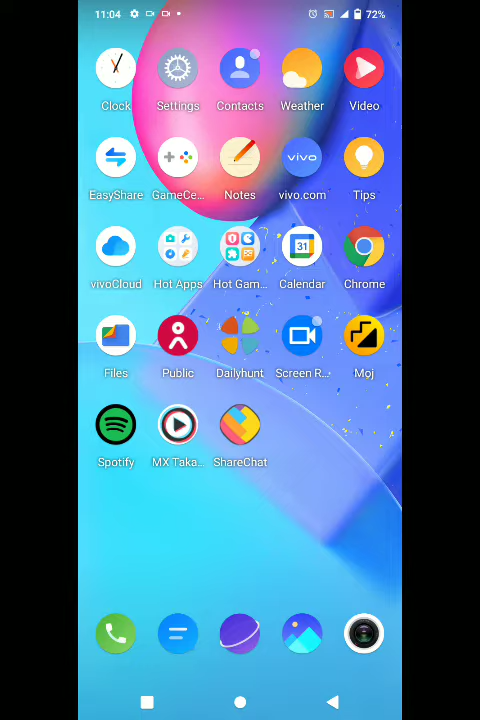 11:04 72%
Clock Settings Contacts Weather Video
vivo
EasyShare GameCe... Notes vivo.com Tips
31
vivoCloud Hot Apps Hot Gam... Calendar Chrome
Files Public Dailyhunt Screen R... Moj
Spotify MX Taka... ShareChat